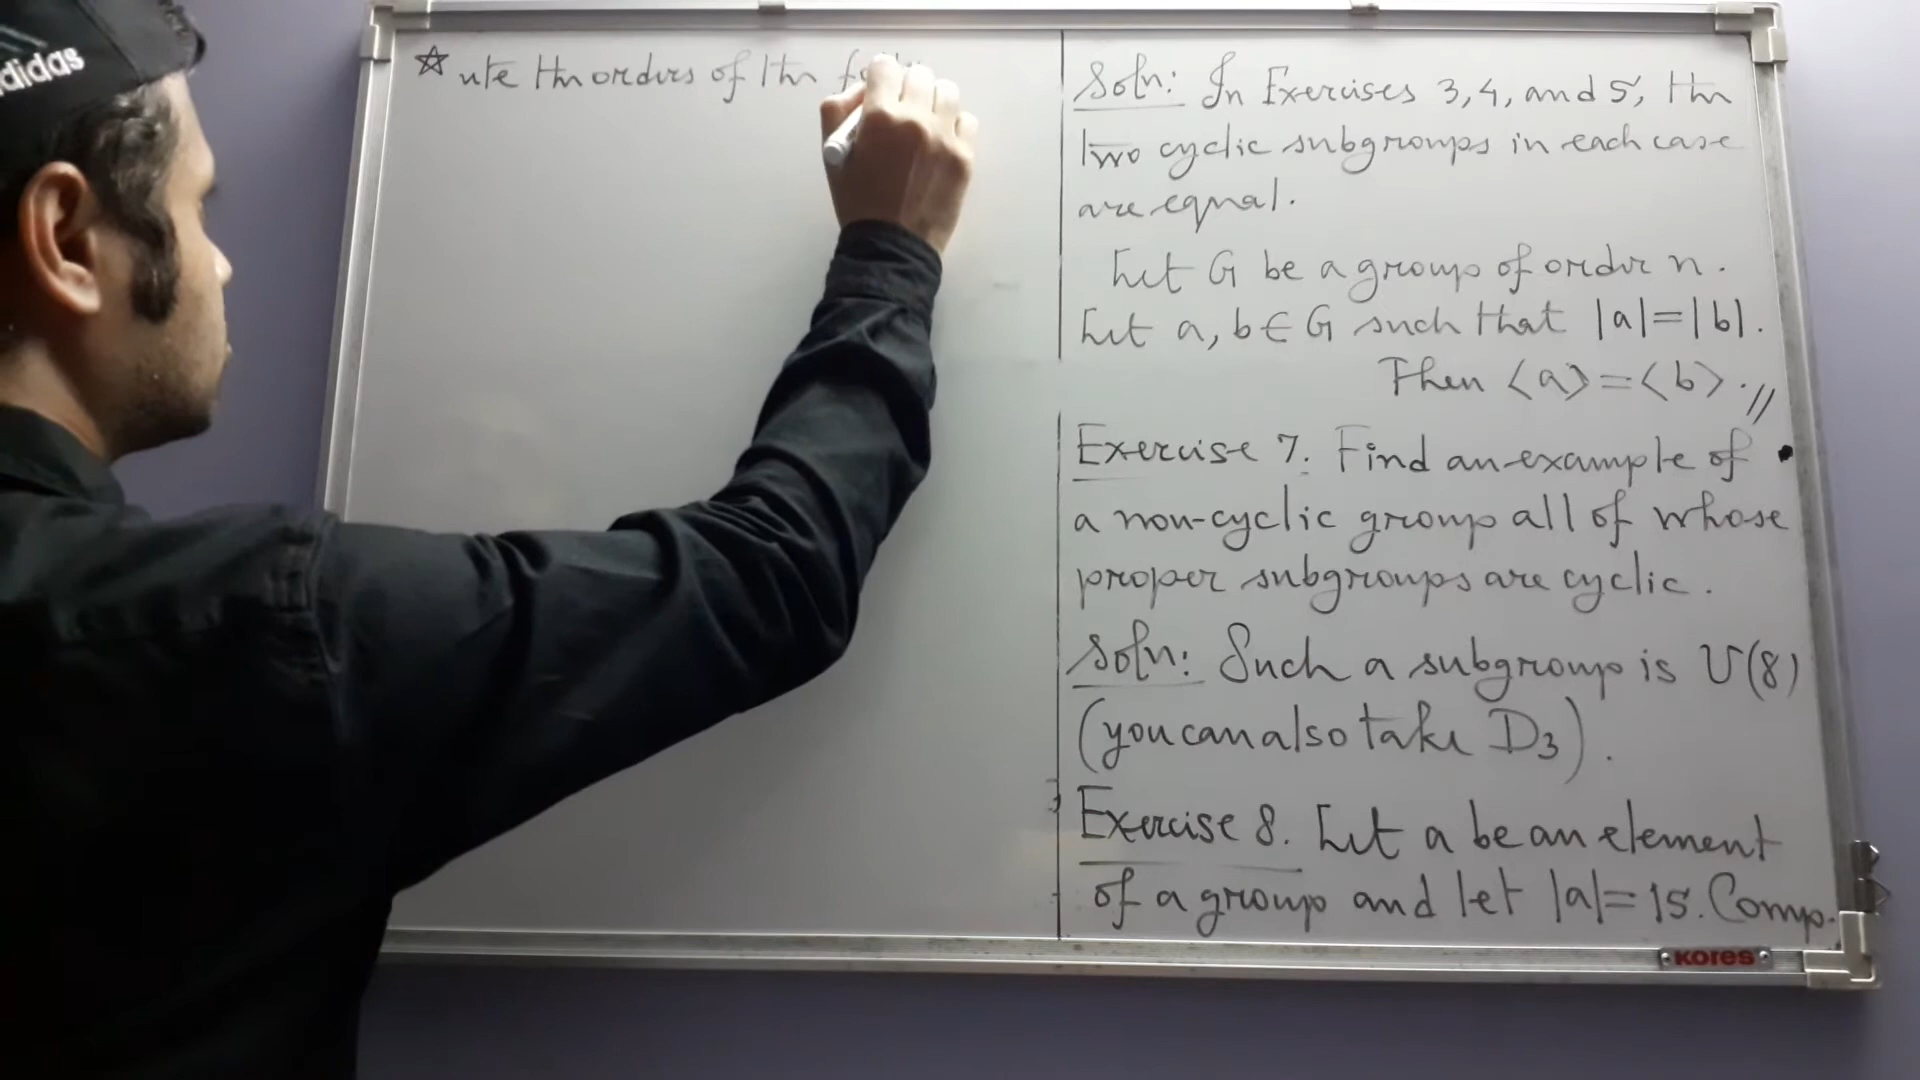 adidas
☆ ute the orders of the
Soln: In Exercises 3, 4, and 5, the
two cyclic subgroups in each case
are equal.
Let G be a group of order n.
Let a, b ∈ G such that |a|=|b|.
Then <a>=<b>.//
Exercise 7. Find an example of
a non-cyclic group all of whose
proper subgroups are cyclic.
Soln: Such a subgroup is U(8)
(you can also take D₃).
Exercise 8. Let a be an element
of a group and let |a|=15. Comp-
KORES